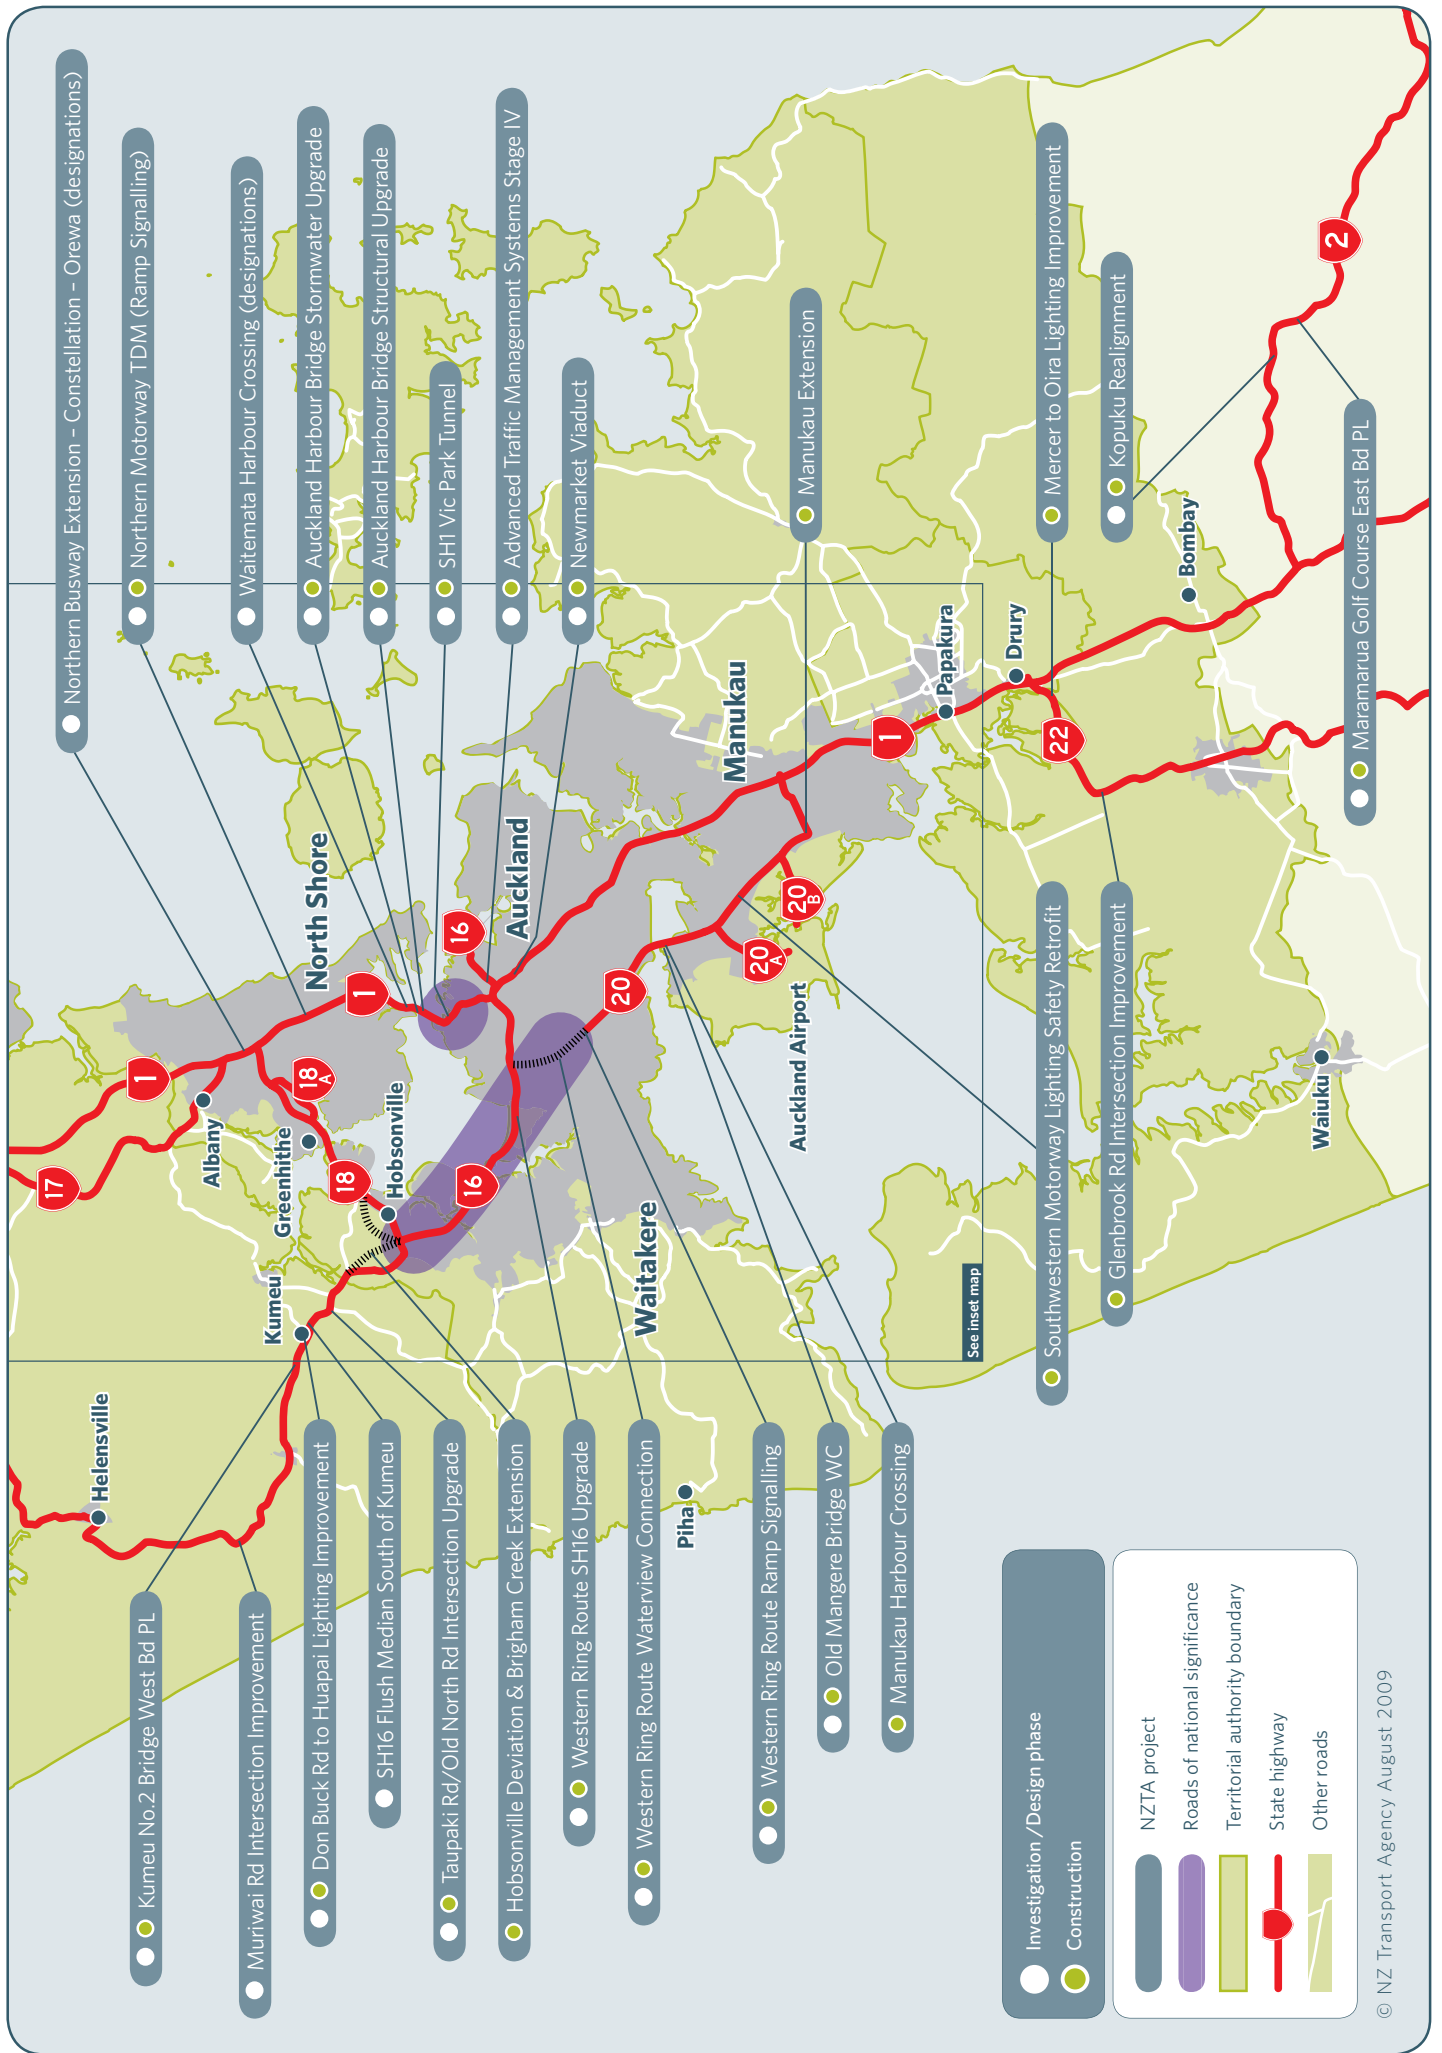 Northern Busway Extension – Constellation – Orewa (designations)
Northern Motorway TDM (Ramp Signalling)
Waitemata Harbour Crossing (designations)
Auckland Harbour Bridge Stormwater Upgrade
Auckland Harbour Bridge Structural Upgrade
SH1 Vic Park Tunnel
Advanced Traffic Management Systems Stage IV
Newmarket Viaduct
Manukau Extension
Mercer to Oira Lighting Improvement
Kopuku Realignment
Maramarua Golf Course East Bd PL
Kumeu No.2 Bridge West Bd PL
Muriwai Rd Intersection Improvement
Don Buck Rd to Huapai Lighting Improvement
SH16 Flush Median South of Kumeu
Taupaki Rd/Old North Rd Intersection Upgrade
Hobsonville Deviation & Brigham Creek Extension
Western Ring Route SH16 Upgrade
Western Ring Route Waterview Connection
Western Ring Route Ramp Signalling
Old Mangere Bridge WC
Manukau Harbour Crossing
Southwestern Motorway Lighting Safety Retrofit
Glenbrook Rd Intersection Improvement
Helensville
Kumeu
Albany
Greenhithe
Hobsonville
North Shore
Auckland
Waitakere
Piha
Manukau
Auckland Airport
Papakura
Drury
Bombay
Waiuku
17
1
18
A
18
1
16
16
20
20
A
20
B
1
22
2
See inset map
Investigation /Design phase
Construction
NZTA project
Roads of national significance
Territorial authority boundary
State highway
Other roads
© NZ Transport Agency August 2009